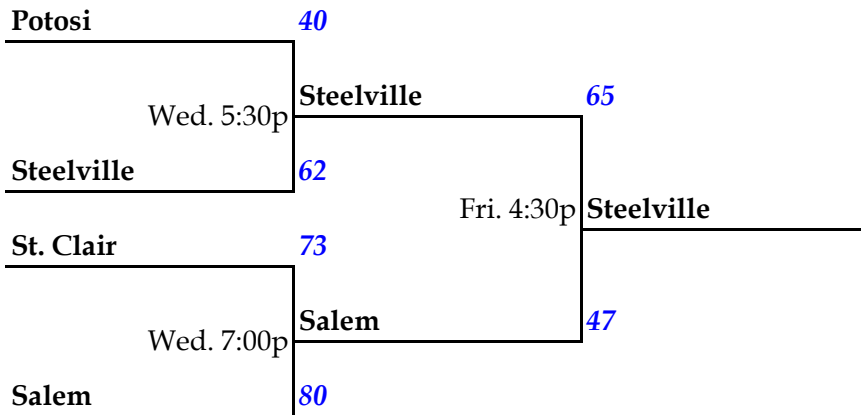 Potosi 40
Steelville 65
Wed. 5:30p
Steelville 62
Fri. 4:30p Steelville
St. Clair 73
Salem 47
Wed. 7:00p
Salem 80